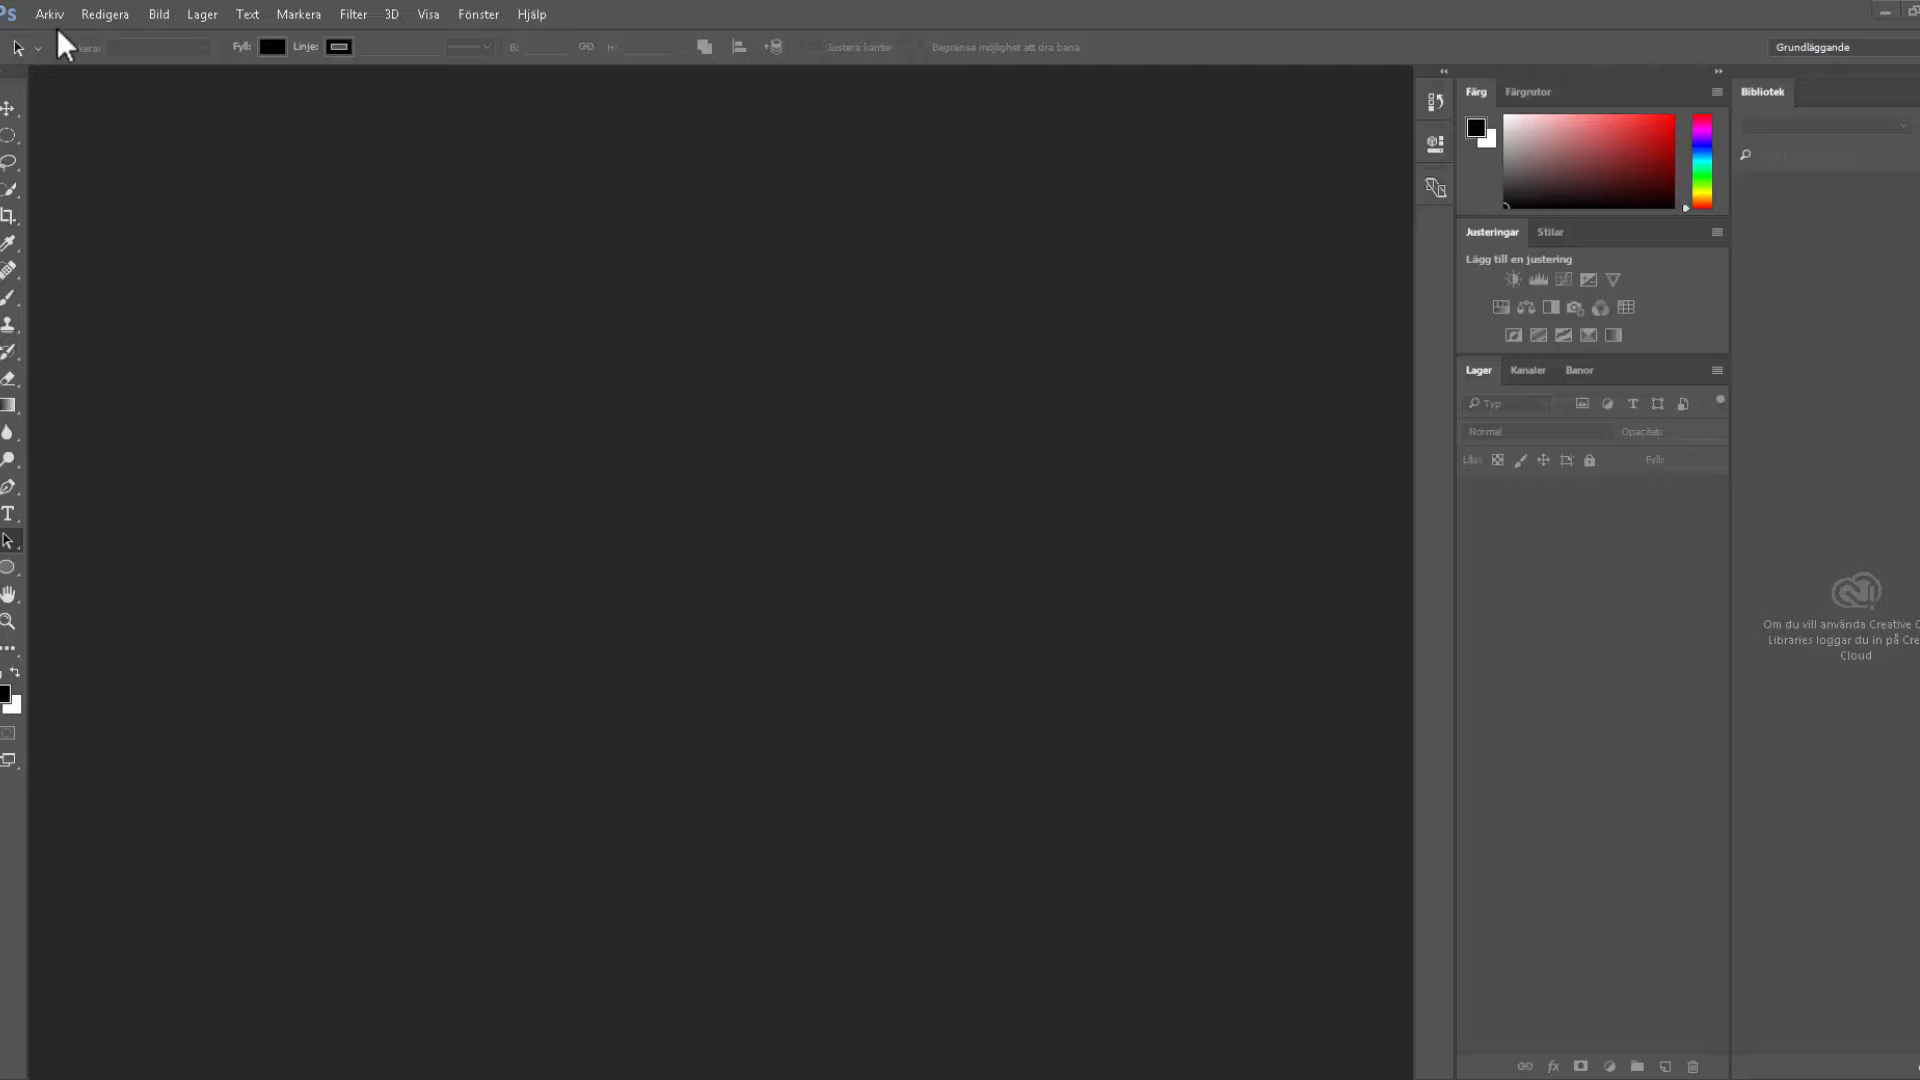 Ps Arkiv Redigera Bild Lager Text Markera Filter 3D Visa Fönster Hjälp
Fyll: Linje: B: H: Justera kanter Begränsa möjlighet att dra bana Grundläggande
Färg Färgrutor
Bibliotek
Justeringar Stilar
Lägg till en justering
Lager Kanaler Banor
Typ
Normal Opacitet:
Lås: Fyll:
T
Om du vill använda Creative C
Libraries loggar du in på Cre
Cloud
fx